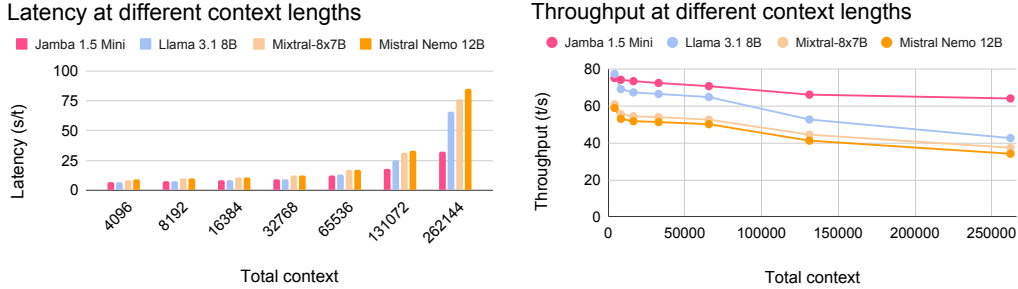 Latency at different context lengths
Jamba 1.5 Mini Llama 3.1 8B Mixtral-8x7B Mistral Nemo 12B
100
75
50
25
0
Latency (s/t)
4096 8192 16384 32768 65536 131072 262144
Total context
Throughput at different context lengths
Jamba 1.5 Mini Llama 3.1 8B Mixtral-8x7B Mistral Nemo 12B
80
60
40
20
0
Throughput (t/s)
0 50000 100000 150000 200000 250000
Total context